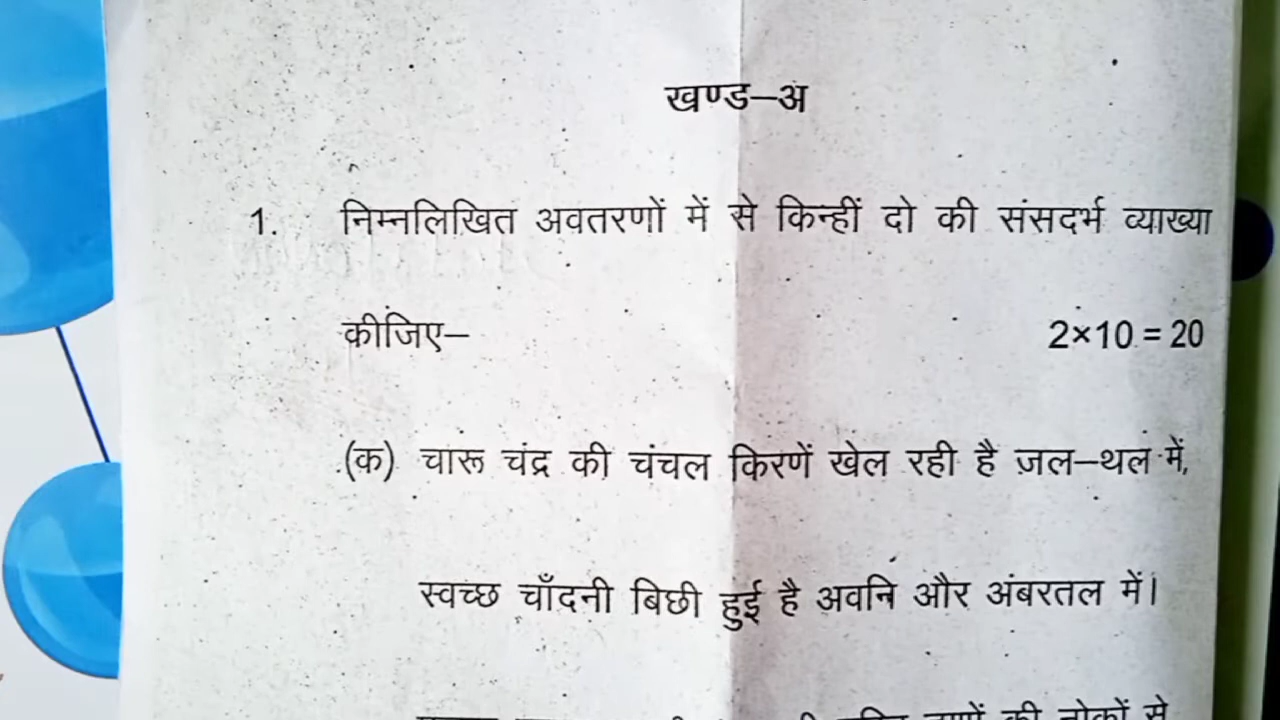 खण्ड–अ
1. निम्नलिखित अवतरणों में से किन्हीं दो की संसदर्भ व्याख्या
कीजिए– 2×10 = 20
(क) चारू चंद्र की चंचल किरणें खेल रही है जल–थल में,
स्वच्छ चाँदनी बिछी हुई है अवनि और अंबरतल में।
की नोकों से